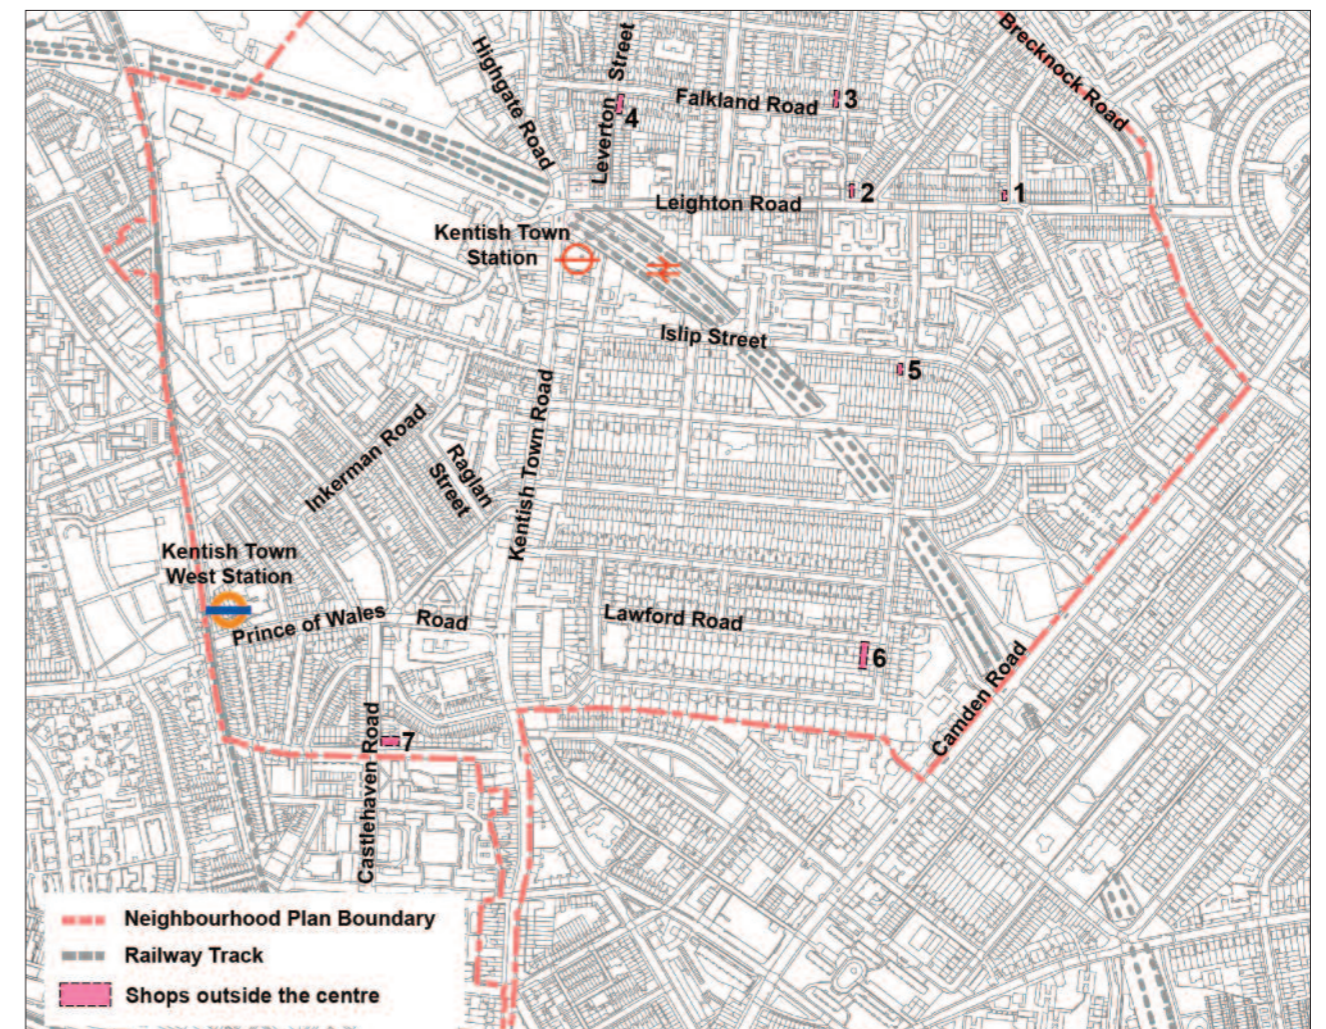 Brecknock Road
Highgate Road
Leverton Street
Falkland Road
3
4
2
1
Leighton Road
Kentish Town
Station
Islip Street
5
Kentish Town Road
Inkerman Road
Raglan
Street
Kentish Town
West Station
Prince of Wales Road
Lawford Road
6
Camden Road
Castlehaven Road
7
Neighbourhood Plan Boundary
Railway Track
Shops outside the centre